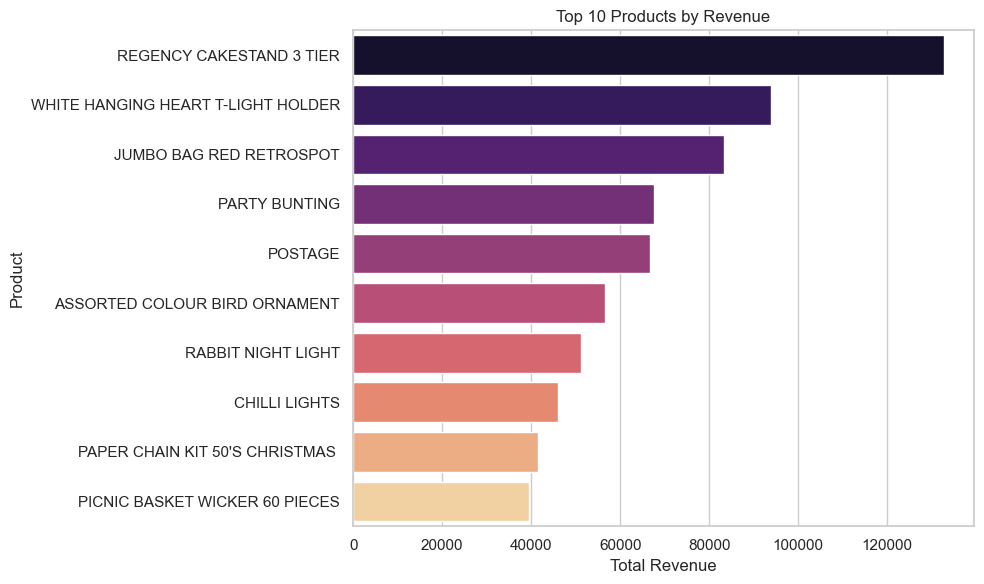 Top 10 Products by Revenue
Product
REGENCY CAKESTAND 3 TIER
WHITE HANGING HEART T-LIGHT HOLDER
JUMBO BAG RED RETROSPOT
PARTY BUNTING
POSTAGE
ASSORTED COLOUR BIRD ORNAMENT
RABBIT NIGHT LIGHT
CHILLI LIGHTS
PAPER CHAIN KIT 50'S CHRISTMAS
PICNIC BASKET WICKER 60 PIECES
0 20000 40000 60000 80000 100000 120000
Total Revenue